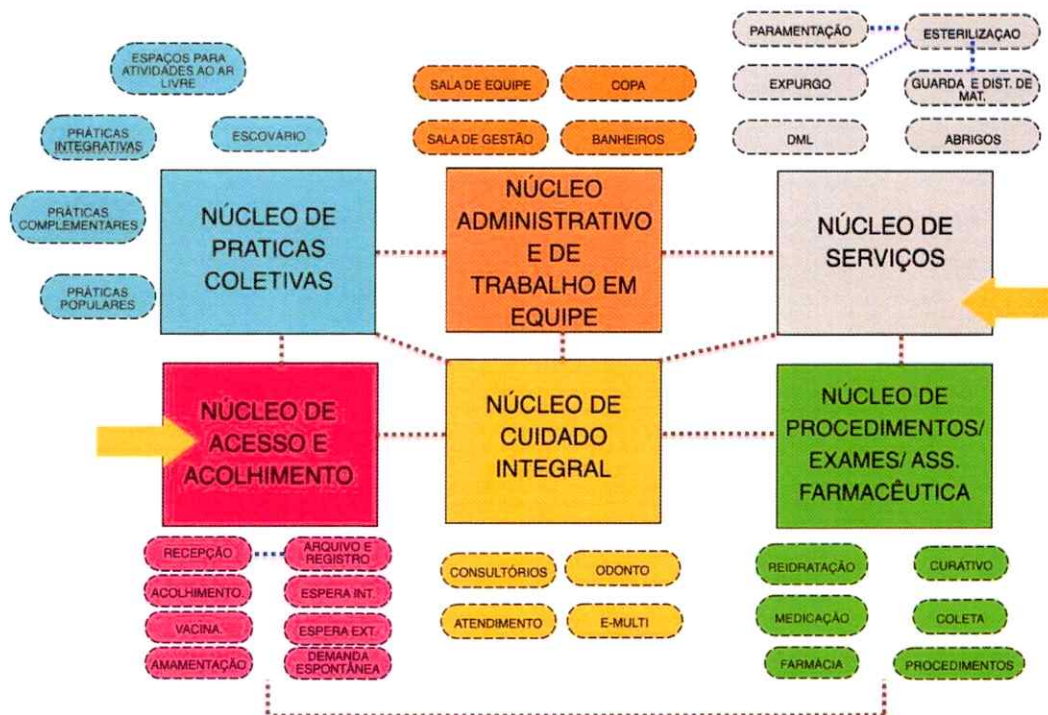 ESPAÇOS PARA
ATIVIDADES AO AR
LIVRE
PRÁTICAS
INTEGRATIVAS
ESCOVÁRIO
PRÁTICAS
COMPLEMENTARES
PRÁTICAS
POPULARES
NÚCLEO DE
PRATICAS
COLETIVAS
SALA DE EQUIPE
COPA
SALA DE GESTÃO
BANHEIROS
NÚCLEO
ADMINISTRATIVO
E DE
TRABALHO EM
EQUIPE
PARAMENTAÇÃO
ESTERILIZAÇAO
EXPURGO
GUARDA E DIST. DE
MAT.
DML
ABRIGOS
NÚCLEO DE
SERVIÇOS
NÚCLEO DE
ACESSO E
ACOLHIMENTO
RECEPÇÃO
ARQUIVO E
REGISTRO
ACOLHIMENTO.
ESPERA INT.
VACINA.
ESPERA EXT.
AMAMENTAÇÃO
DEMANDA
ESPONTÂNEA
NÚCLEO DE
CUIDADO
INTEGRAL
CONSULTÓRIOS
ODONTO
ATENDIMENTO
E-MULTI
NÚCLEO DE
PROCEDIMENTOS/
EXAMES/ ASS.
FARMACÊUTICA
REIDRATAÇÃO
CURÁTIVO
MEDICAÇÃO
COLETA
FARMÁCIA
PROCEDIMENTOS